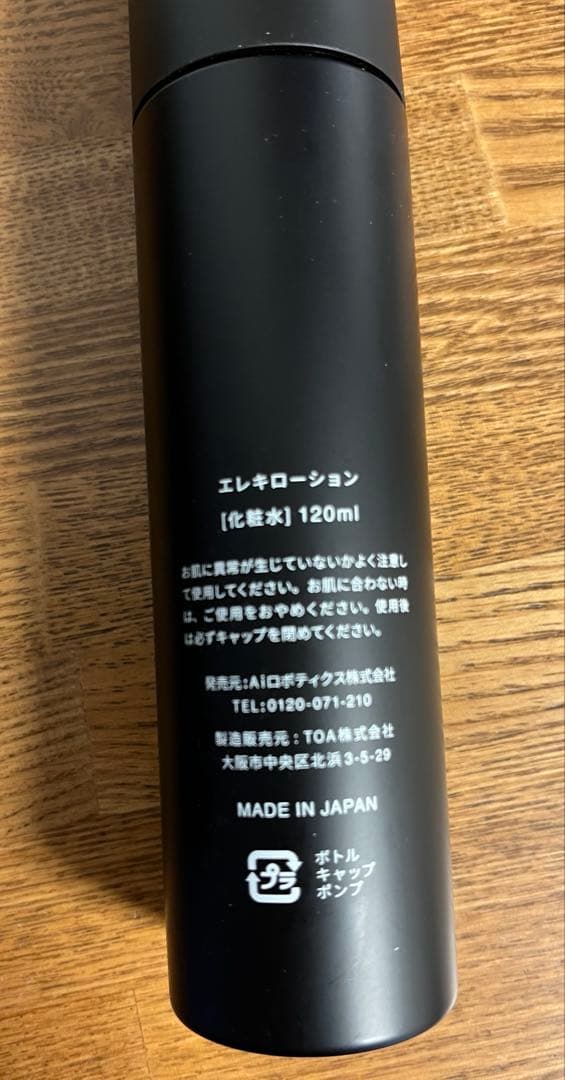 エレキローション
[化粧水] 120ml
お肌に異常が生じていないかよく注意し
て使用してください。お肌に合わない時
は、ご使用をおやめください。使用後
は必ずキャップを閉めてください。
発売元:Aiロボティクス株式会社
TEL:0120-071-210
製造販売元:TOA株式会社
大阪市中央区北浜3-5-29
MADE IN JAPAN
プラ
ボトル
キャップ
ポンプ